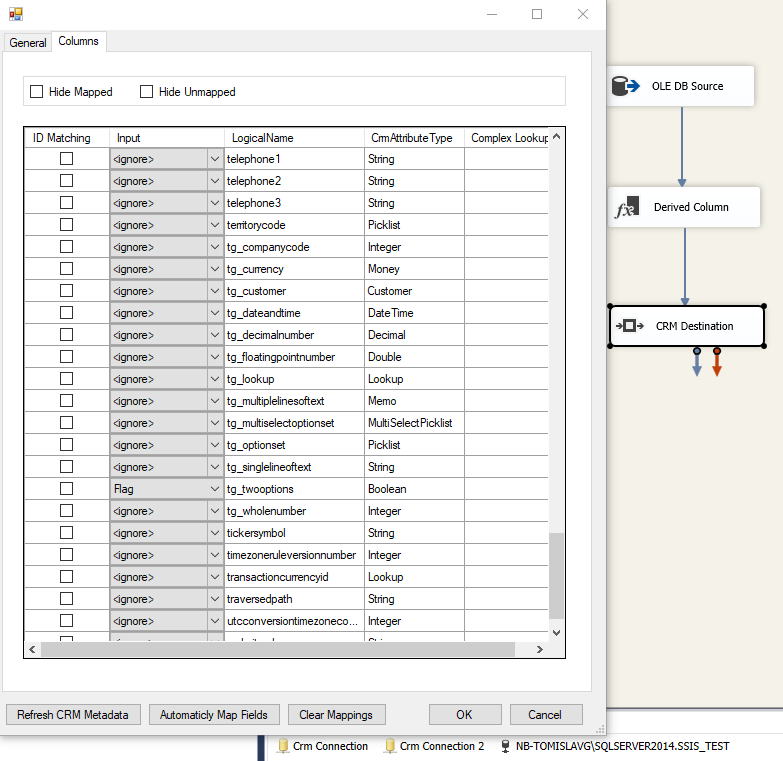 General Columns
Hide Mapped Hide Unmapped
ID Matching Input LogicalName CrmAttributeType Complex Lookup
<ignore> telephone1 String
<ignore> telephone2 String
<ignore> telephone3 String
<ignore> territorycode Picklist
<ignore> tg_companycode Integer
<ignore> tg_currency Money
<ignore> tg_customer Customer
<ignore> tg_dateandtime DateTime
<ignore> tg_decimalnumber Decimal
<ignore> tg_floatingpointnumber Double
<ignore> tg_lookup Lookup
<ignore> tg_multiplelinesoftext Memo
<ignore> tg_multiselectoptionset MultiSelectPicklist
<ignore> tg_optionset Picklist
<ignore> tg_singlelineoftext String
Flag tg_twooptions Boolean
<ignore> tg_wholenumber Integer
<ignore> tickersymbol String
<ignore> timezoneruleversionnumber Integer
<ignore> transactioncurrencyid Lookup
<ignore> traversedpath String
<ignore> utcconversiontimezoneco... Integer
Refresh CRM Metadata Automaticly Map Fields Clear Mappings OK Cancel
OLE DB Source
fx Derived Column
CRM Destination
Crm Connection Crm Connection 2 NB-TOMISLAVG\SQLSERVER2014.SSIS_TEST